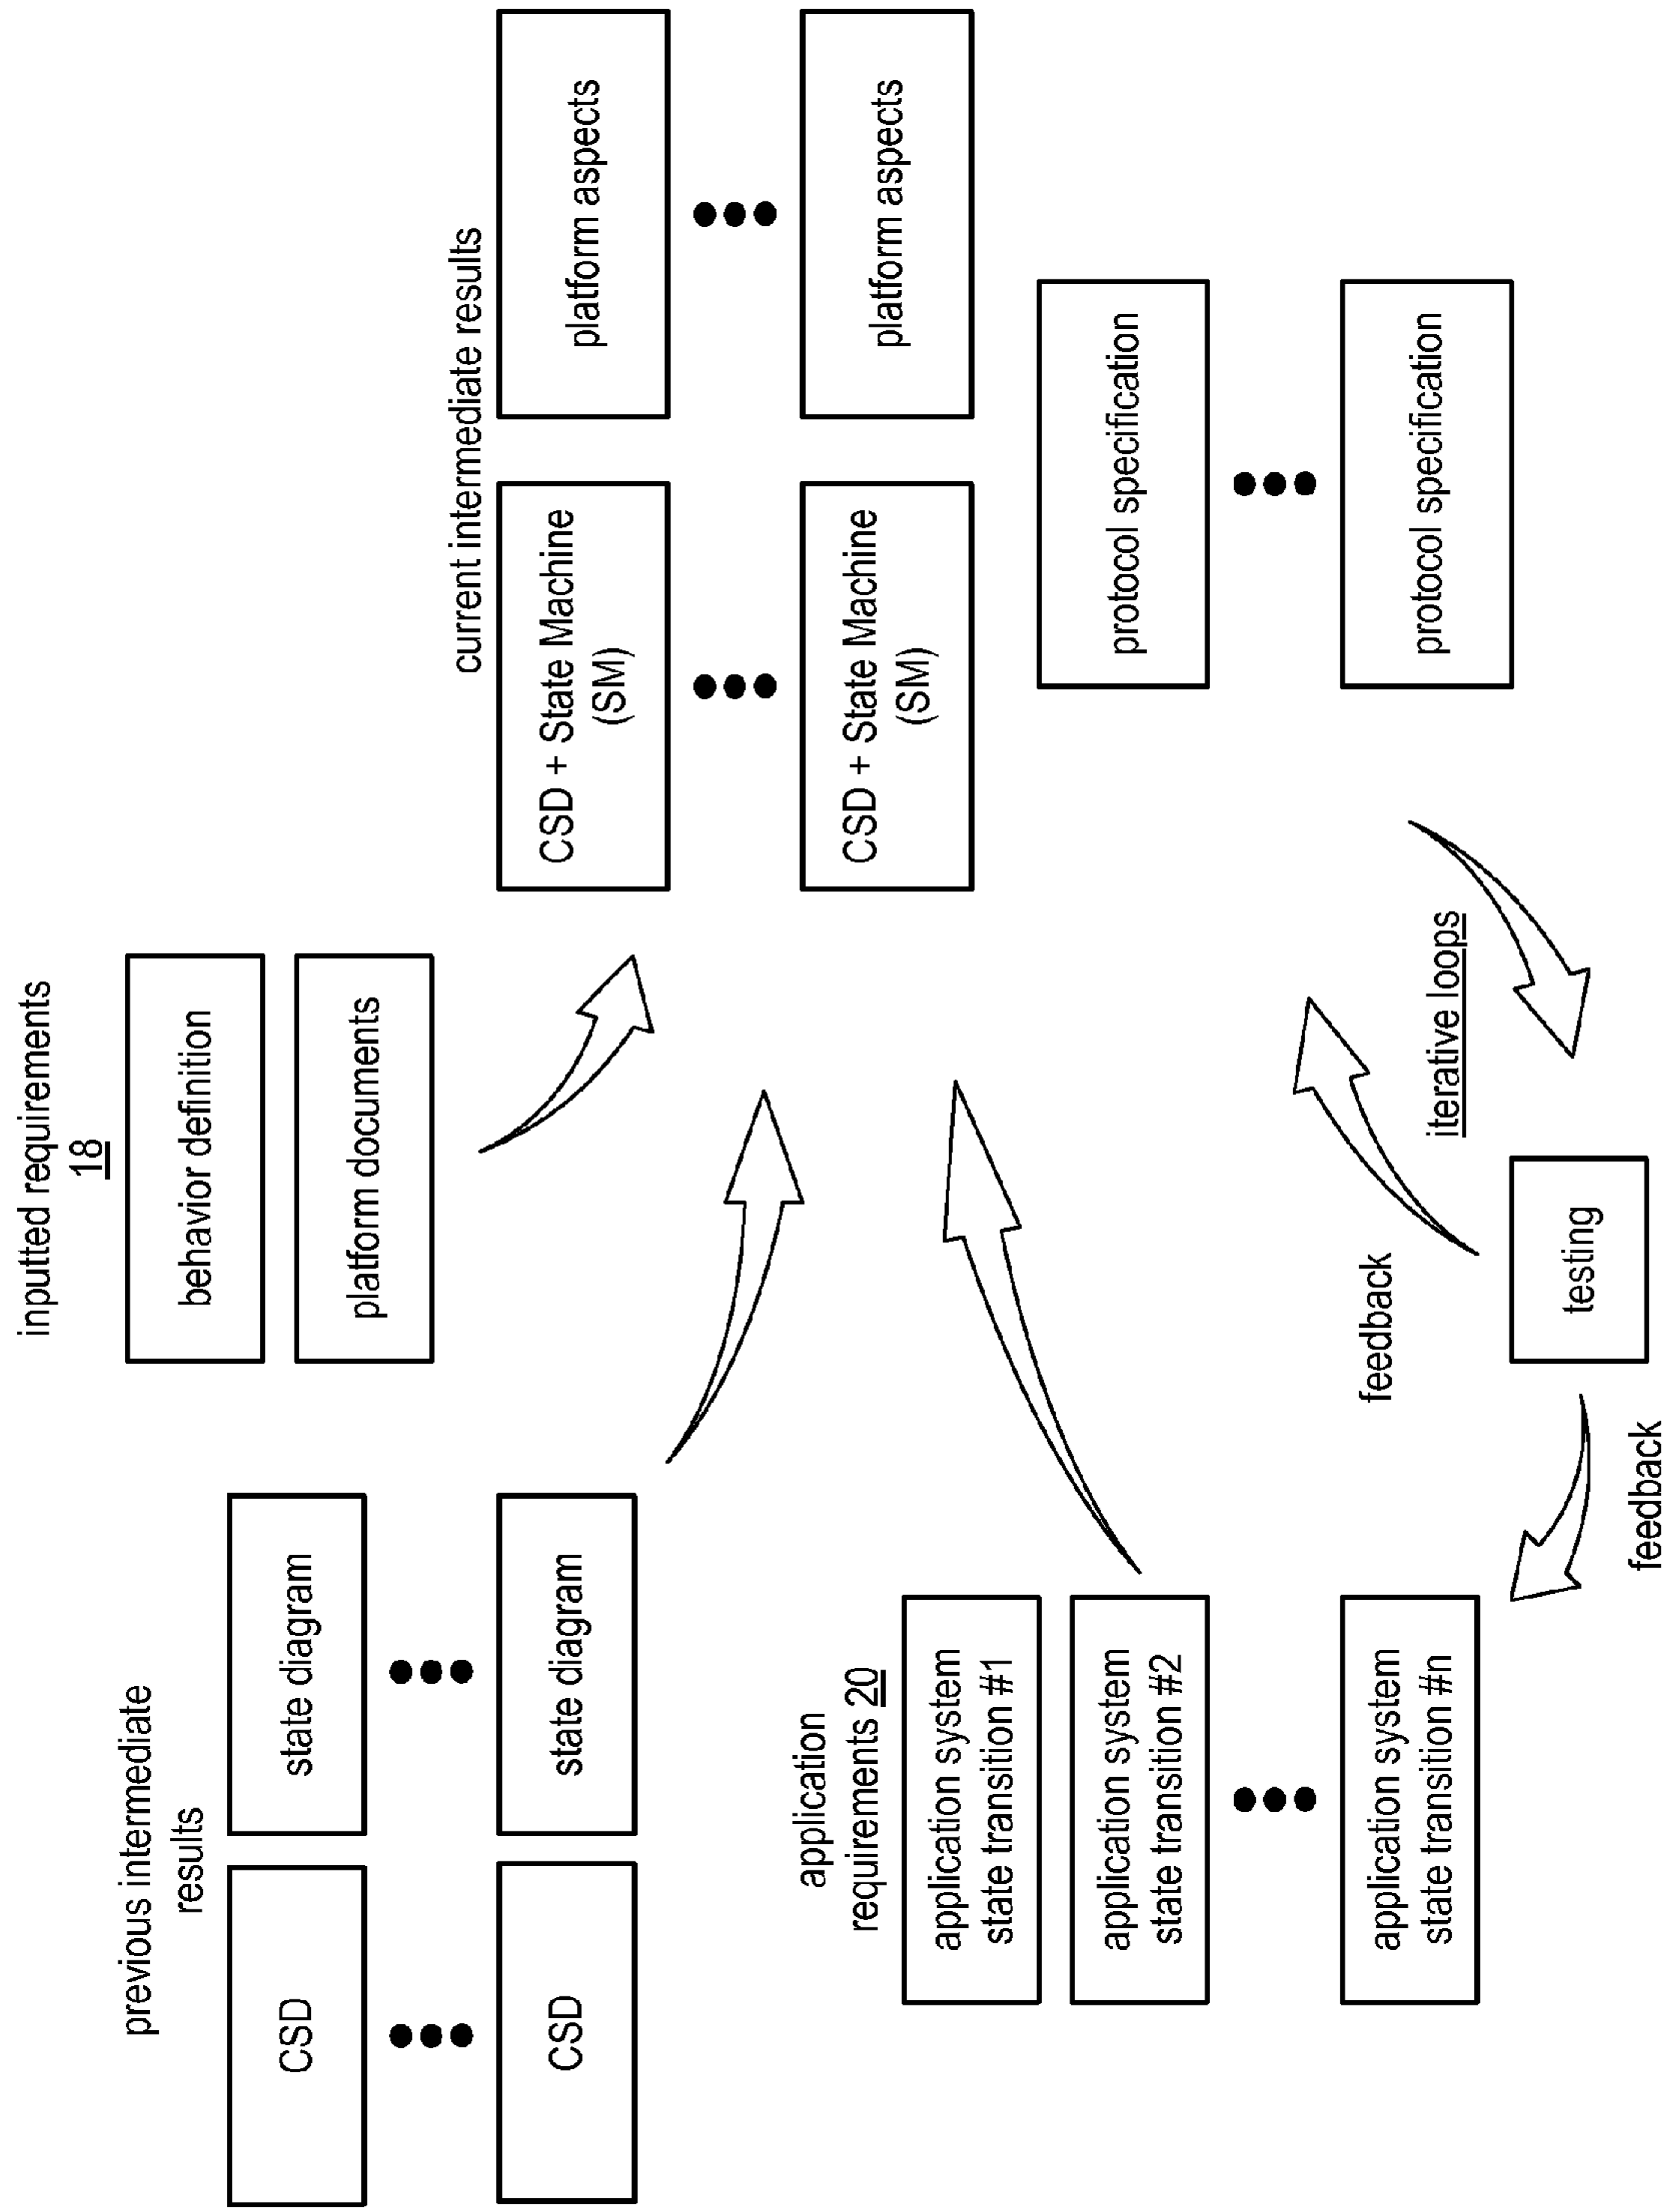 previous intermediate
results
CSD
state diagram
CSD
state diagram
inputted requirements
18
behavior definition
platform documents
current intermediate results
CSD + State Machine
(SM)
platform aspects
CSD + State Machine
(SM)
platform aspects
protocol specification
protocol specification
application
requirements 20
application system
state transition #1
application system
state transition #2
application system
state transition #n
feedback
iterative loops
testing
feedback